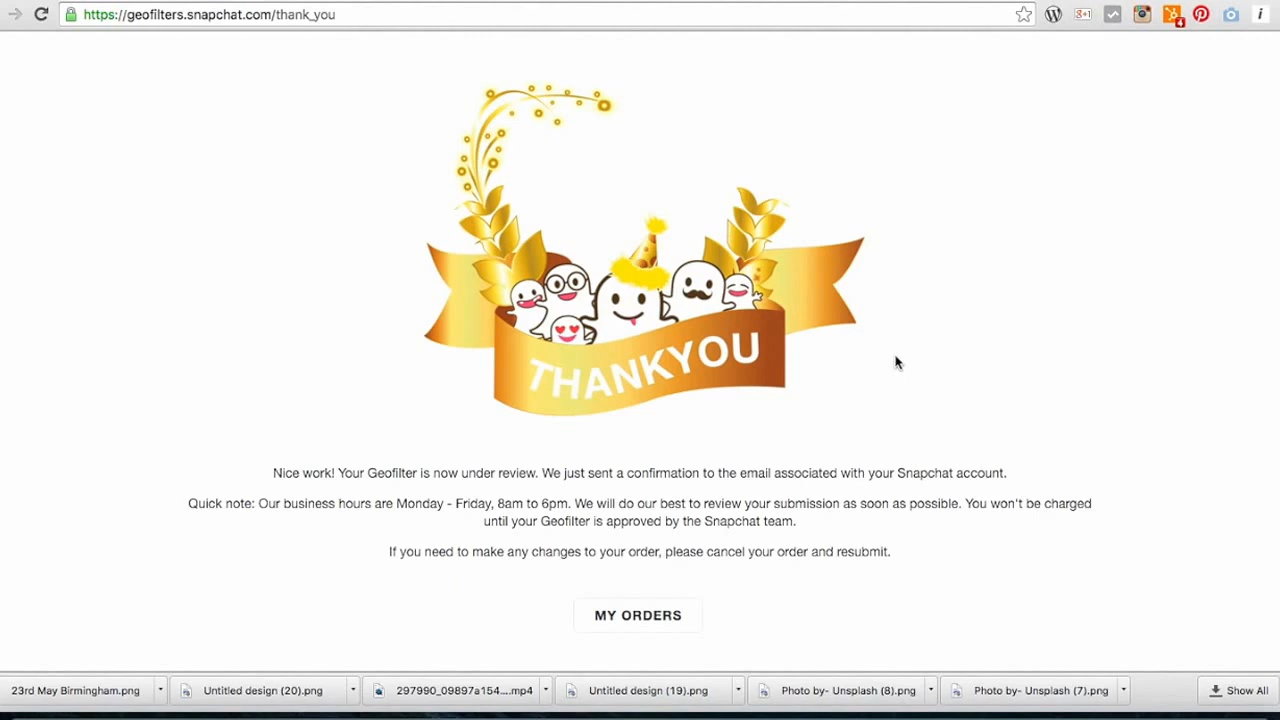 https://geofilters.snapchat.com/thank_you
g+1
4
i
THANKYOU
Nice work! Your Geofilter is now under review. We just sent a confirmation to the email associated with your Snapchat account.
Quick note: Our business hours are Monday - Friday, 8am to 6pm. We will do our best to review your submission as soon as possible. You won't be charged
until your Geofilter is approved by the Snapchat team.
If you need to make any changes to your order, please cancel your order and resubmit.
MY ORDERS
23rd May Birmingham.png
Untitled design (20).png
297990_09897a154....mp4
Untitled design (19).png
Photo by- Unsplash (8).png
Photo by- Unsplash (7).png
Show All